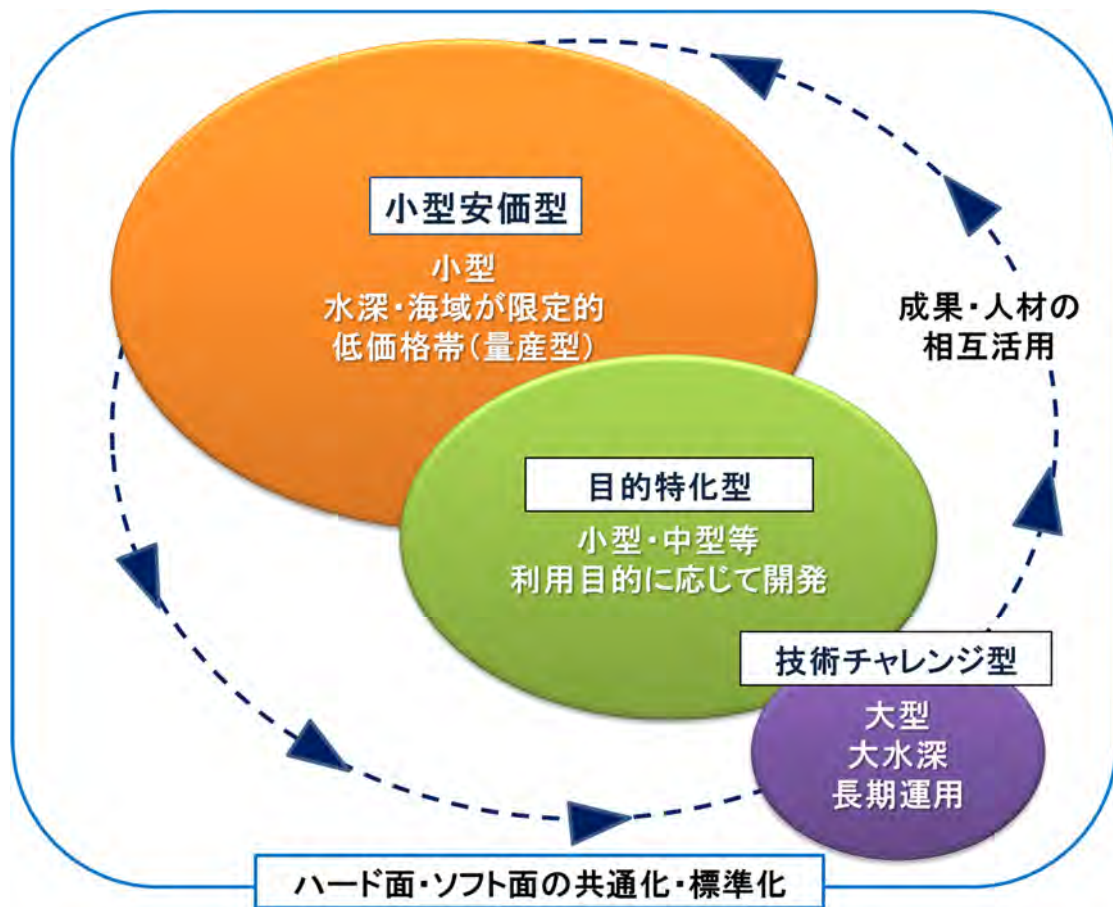 小型安価型
小型
水深・海域が限定的
低価格帯（量産型）
成果・人材の
相互活用
目的特化型
小型・中型等
利用目的に応じて開発
技術チャレンジ型
大型
大水深
長期運用
ハード面・ソフト面の共通化・標準化